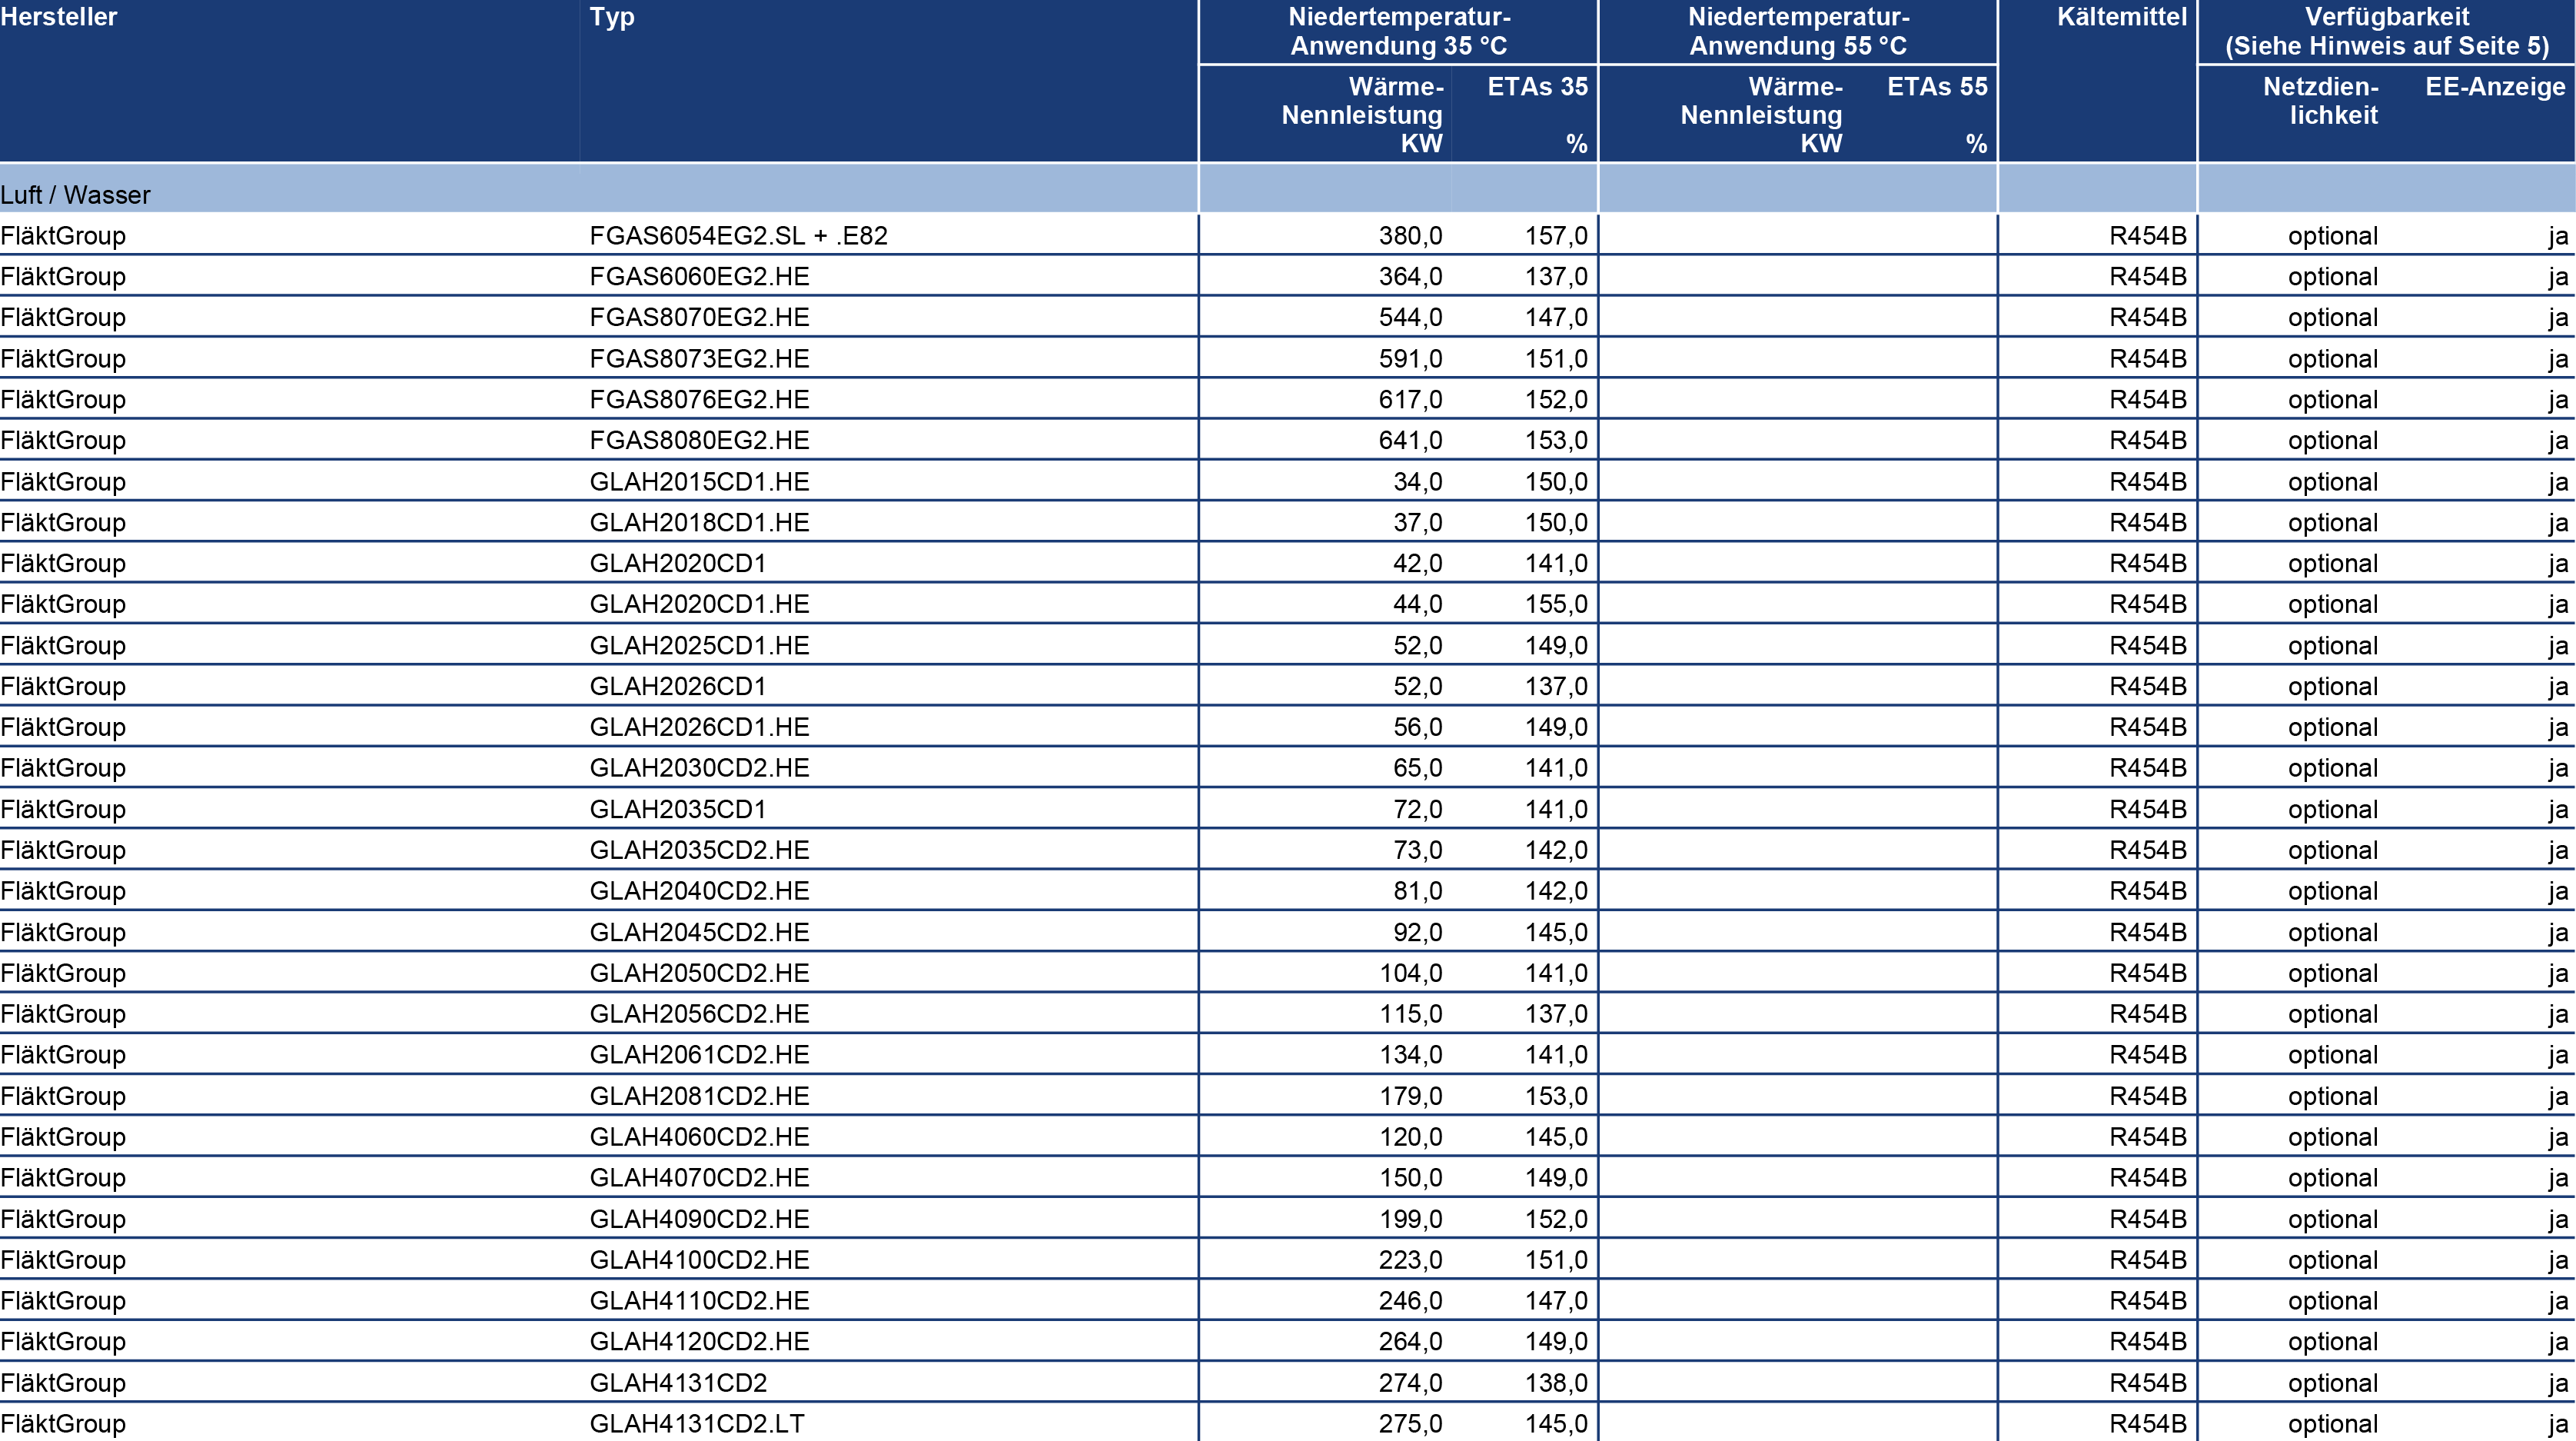 Hersteller Typ Niedertemperatur- Niedertemperatur- Kältemittel Verfügbarkeit
Anwendung 35 °C Anwendung 55 °C (Siehe Hinweis auf Seite 5)
Wärme- ETAs 35 Wärme- ETAs 55 Netzdien- EE-Anzeige
Nennleistung Nennleistung lichkeit
KW % KW %
Luft / Wasser
FläktGroup FGAS6054EG2.SL + .E82 380,0 157,0 R454B optional ja
FläktGroup FGAS6060EG2.HE 364,0 137,0 R454B optional ja
FläktGroup FGAS8070EG2.HE 544,0 147,0 R454B optional ja
FläktGroup FGAS8073EG2.HE 591,0 151,0 R454B optional ja
FläktGroup FGAS8076EG2.HE 617,0 152,0 R454B optional ja
FläktGroup FGAS8080EG2.HE 641,0 153,0 R454B optional ja
FläktGroup GLAH2015CD1.HE 34,0 150,0 R454B optional ja
FläktGroup GLAH2018CD1.HE 37,0 150,0 R454B optional ja
FläktGroup GLAH2020CD1 42,0 141,0 R454B optional ja
FläktGroup GLAH2020CD1.HE 44,0 155,0 R454B optional ja
FläktGroup GLAH2025CD1.HE 52,0 149,0 R454B optional ja
FläktGroup GLAH2026CD1 52,0 137,0 R454B optional ja
FläktGroup GLAH2026CD1.HE 56,0 149,0 R454B optional ja
FläktGroup GLAH2030CD2.HE 65,0 141,0 R454B optional ja
FläktGroup GLAH2035CD1 72,0 141,0 R454B optional ja
FläktGroup GLAH2035CD2.HE 73,0 142,0 R454B optional ja
FläktGroup GLAH2040CD2.HE 81,0 142,0 R454B optional ja
FläktGroup GLAH2045CD2.HE 92,0 145,0 R454B optional ja
FläktGroup GLAH2050CD2.HE 104,0 141,0 R454B optional ja
FläktGroup GLAH2056CD2.HE 115,0 137,0 R454B optional ja
FläktGroup GLAH2061CD2.HE 134,0 141,0 R454B optional ja
FläktGroup GLAH2081CD2.HE 179,0 153,0 R454B optional ja
FläktGroup GLAH4060CD2.HE 120,0 145,0 R454B optional ja
FläktGroup GLAH4070CD2.HE 150,0 149,0 R454B optional ja
FläktGroup GLAH4090CD2.HE 199,0 152,0 R454B optional ja
FläktGroup GLAH4100CD2.HE 223,0 151,0 R454B optional ja
FläktGroup GLAH4110CD2.HE 246,0 147,0 R454B optional ja
FläktGroup GLAH4120CD2.HE 264,0 149,0 R454B optional ja
FläktGroup GLAH4131CD2 274,0 138,0 R454B optional ja
FläktGroup GLAH4131CD2.LT 275,0 145,0 R454B optional ja